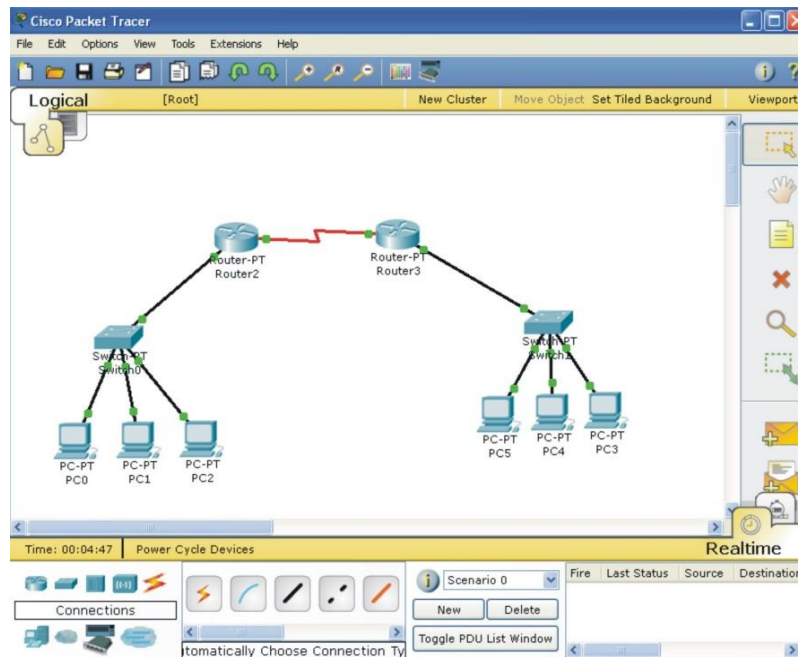 Cisco Packet Tracer
File Edit Options View Tools Extensions Help
Logical [Root] New Cluster Move Object Set Tiled Background Viewport
Router-PT
Router2
Router-PT
Router3
Switch-PT
Switch0
Switch-PT
Switch1
PC-PT
PC0
PC-PT
PC1
PC-PT
PC2
PC-PT
PC5
PC-PT
PC4
PC-PT
PC3
Time: 00:04:47 Power Cycle Devices Realtime
Connections
Scenario 0
New Delete
Toggle PDU List Window
Fire Last Status Source Destination
utomatically Choose Connection Ty